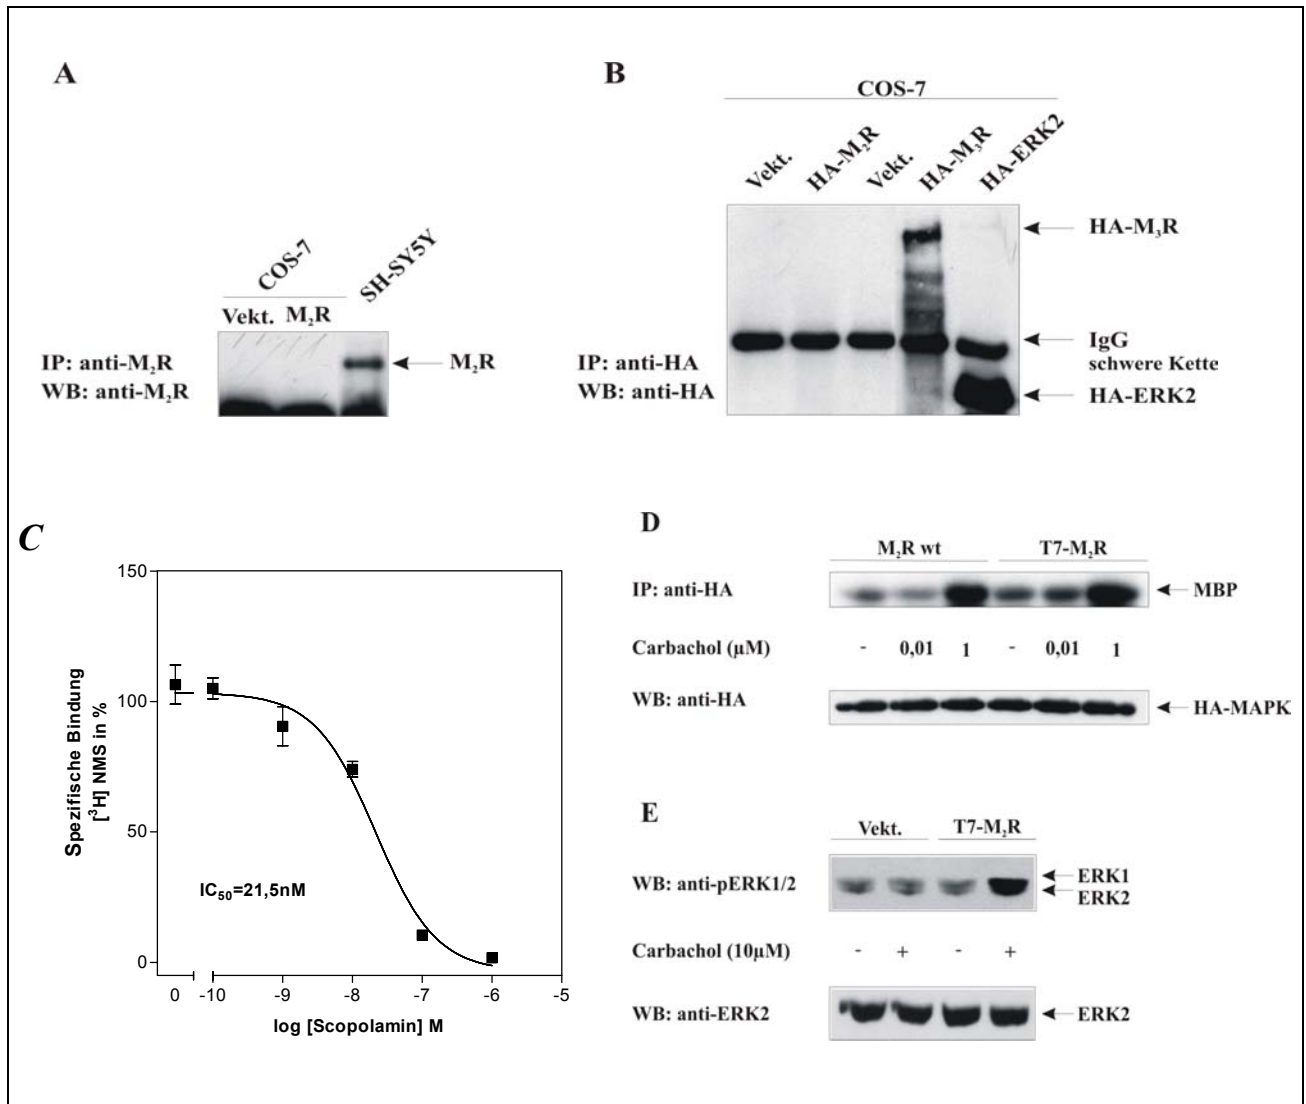 A
COS-7
SH-SY5Y
Vekt. M₂R
IP: anti-M₂R
WB: anti-M₂R
M₂R
B
COS-7
Vekt.
HA-M₂R
Vekt.
HA-M₃R
HA-ERK2
HA-M₃R
IgG
schwere Kette
HA-ERK2
IP: anti-HA
WB: anti-HA
C
150
100
50
0
Spezifische Bindung
[³H] NMS in %
IC₅₀=21,5nM
0 -10 -9 -8 -7 -6 -5
log [Scopolamin] M
D
M₂R wt T7-M₂R
IP: anti-HA
MBP
Carbachol (µM) - 0,01 1 - 0,01 1
WB: anti-HA
HA-MAPK
E
Vekt. T7-M₂R
WB: anti-pERK1/2
ERK1
ERK2
Carbachol (10µM) - + - +
WB: anti-ERK2
ERK2